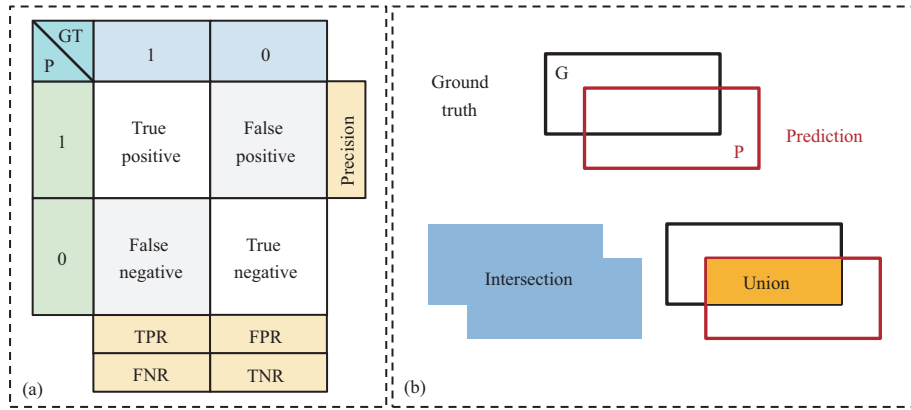 GT
P
1
0
1
True
positive
False
positive
Precision
0
False
negative
True
negative
TPR
FPR
FNR
TNR
(a)
Ground
truth
G
P
Prediction
Intersection
Union
(b)